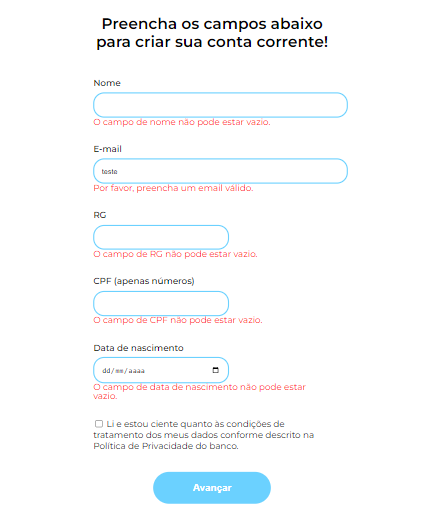 Preencha os campos abaixo
para criar sua conta corrente!
Nome
O campo de nome não pode estar vazio.
E-mail
teste
Por favor, preencha um email válido.
RG
O campo de RG não pode estar vazio.
CPF (apenas números)
O campo de CPF não pode estar vazio.
Data de nascimento
dd/mm/aaaa
O campo de data de nascimento não pode estar
vazio.
Li e estou ciente quanto às condições de
tratamento dos meus dados conforme descrito na
Política de Privacidade do banco.
Avançar